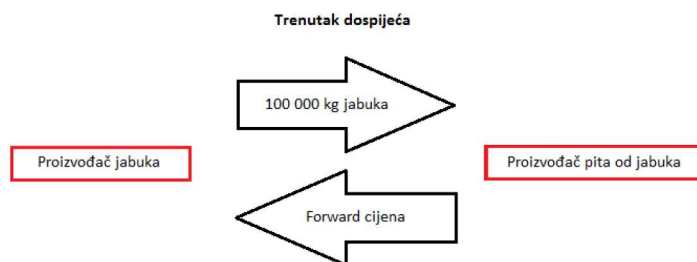 Trenutak dospijeća
100 000 kg jabuka
Proizvođač jabuka
Proizvođač pita od jabuka
Forward cijena